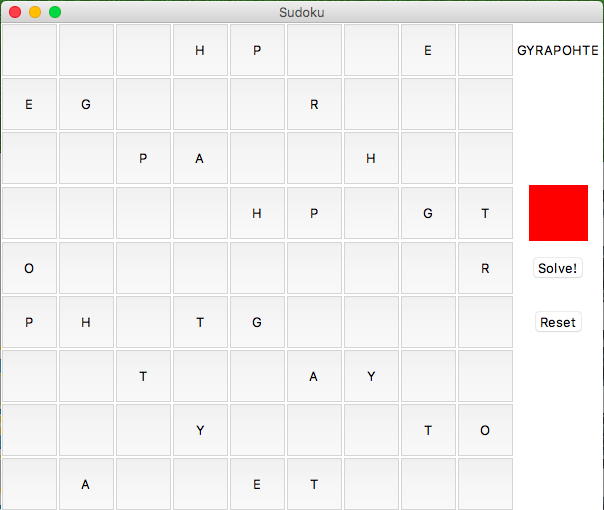 Sudoku
H P E GYRAPOHTE
E G R
P A H
H P G T
O R Solve!
P H T G Reset
T A Y
Y T O
A E T